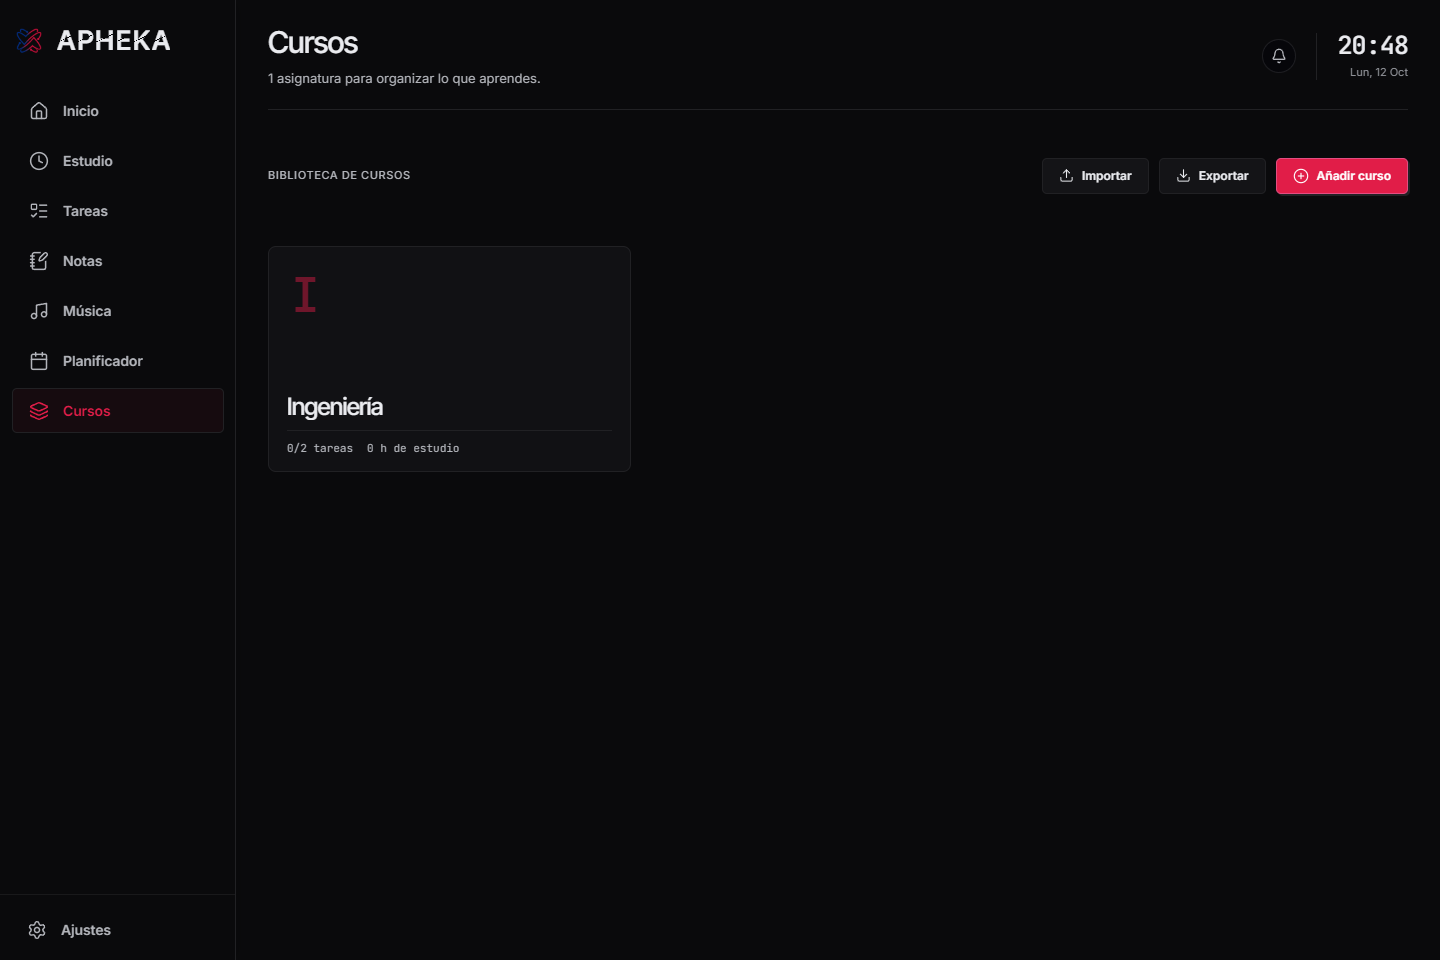 APHEKA
Inicio
Estudio
Tareas
Notas
Música
Planificador
Cursos
Ajustes
Cursos
1 asignatura para organizar lo que aprendes.
20:48
Lun, 12 Oct
BIBLIOTECA DE CURSOS
Importar
Exportar
Añadir curso
I
Ingeniería
0/2 tareas 0 h de estudio